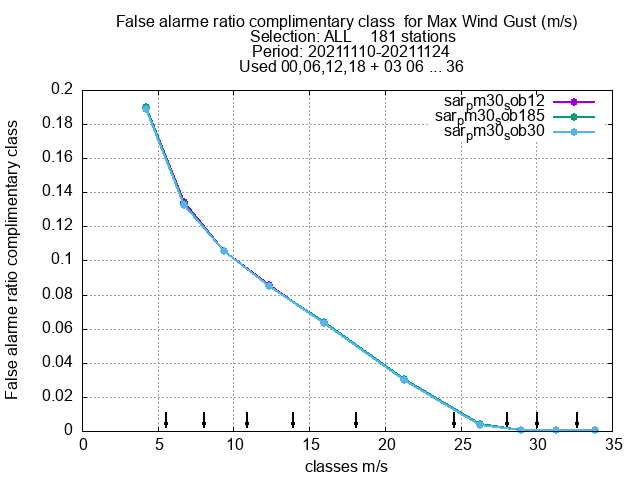 False alarme ratio complimentary class  for Max Wind Gust (m/s)
Selection: ALL    181 stations
Period: 20211110-20211124
Used 00,06,12,18 + 03 06 ... 36
sarpm30sob12
sarpm30sob185
sarpm30sob30
False alarme ratio complimentary class
0.2
0.18
0.16
0.14
0.12
0.1
0.08
0.06
0.04
0.02
0
0 5 10 15 20 25 30 35
classes m/s